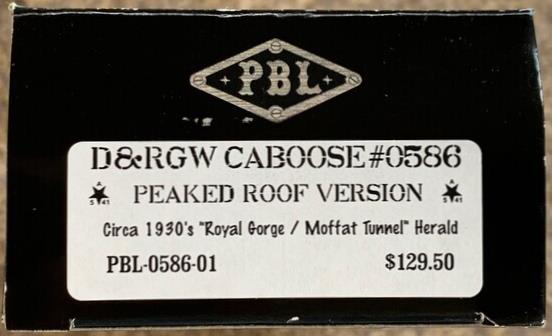 PBL
D&RGW CABOOSE#0586
PEAKED ROOF VERSION
Circa 1930's "Royal Gorge / Moffat Tunnel" Herald
PBL-0586-01 $129.50